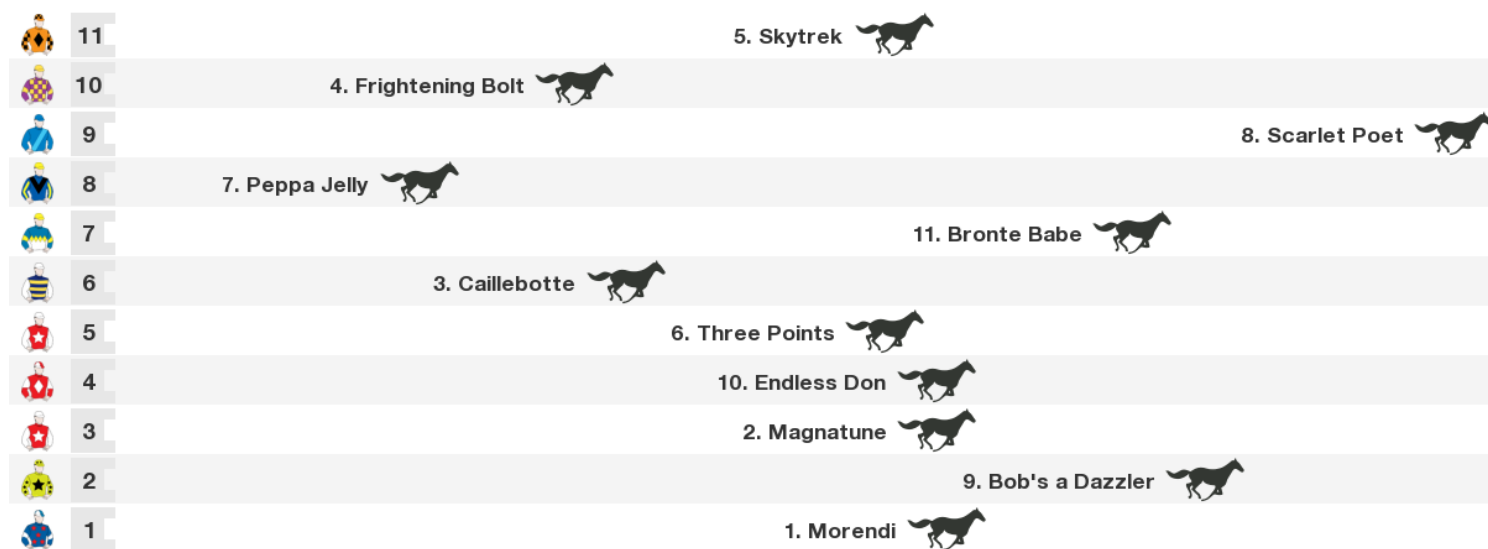 11 5. Skytrek
10 4. Frightening Bolt
9 8. Scarlet Poet
8 7. Peppa Jelly
7 11. Bronte Babe
6 3. Caillebotte
5 6. Three Points
4 10. Endless Don
3 2. Magnatune
2 9. Bob's a Dazzler
1 1. Morendi